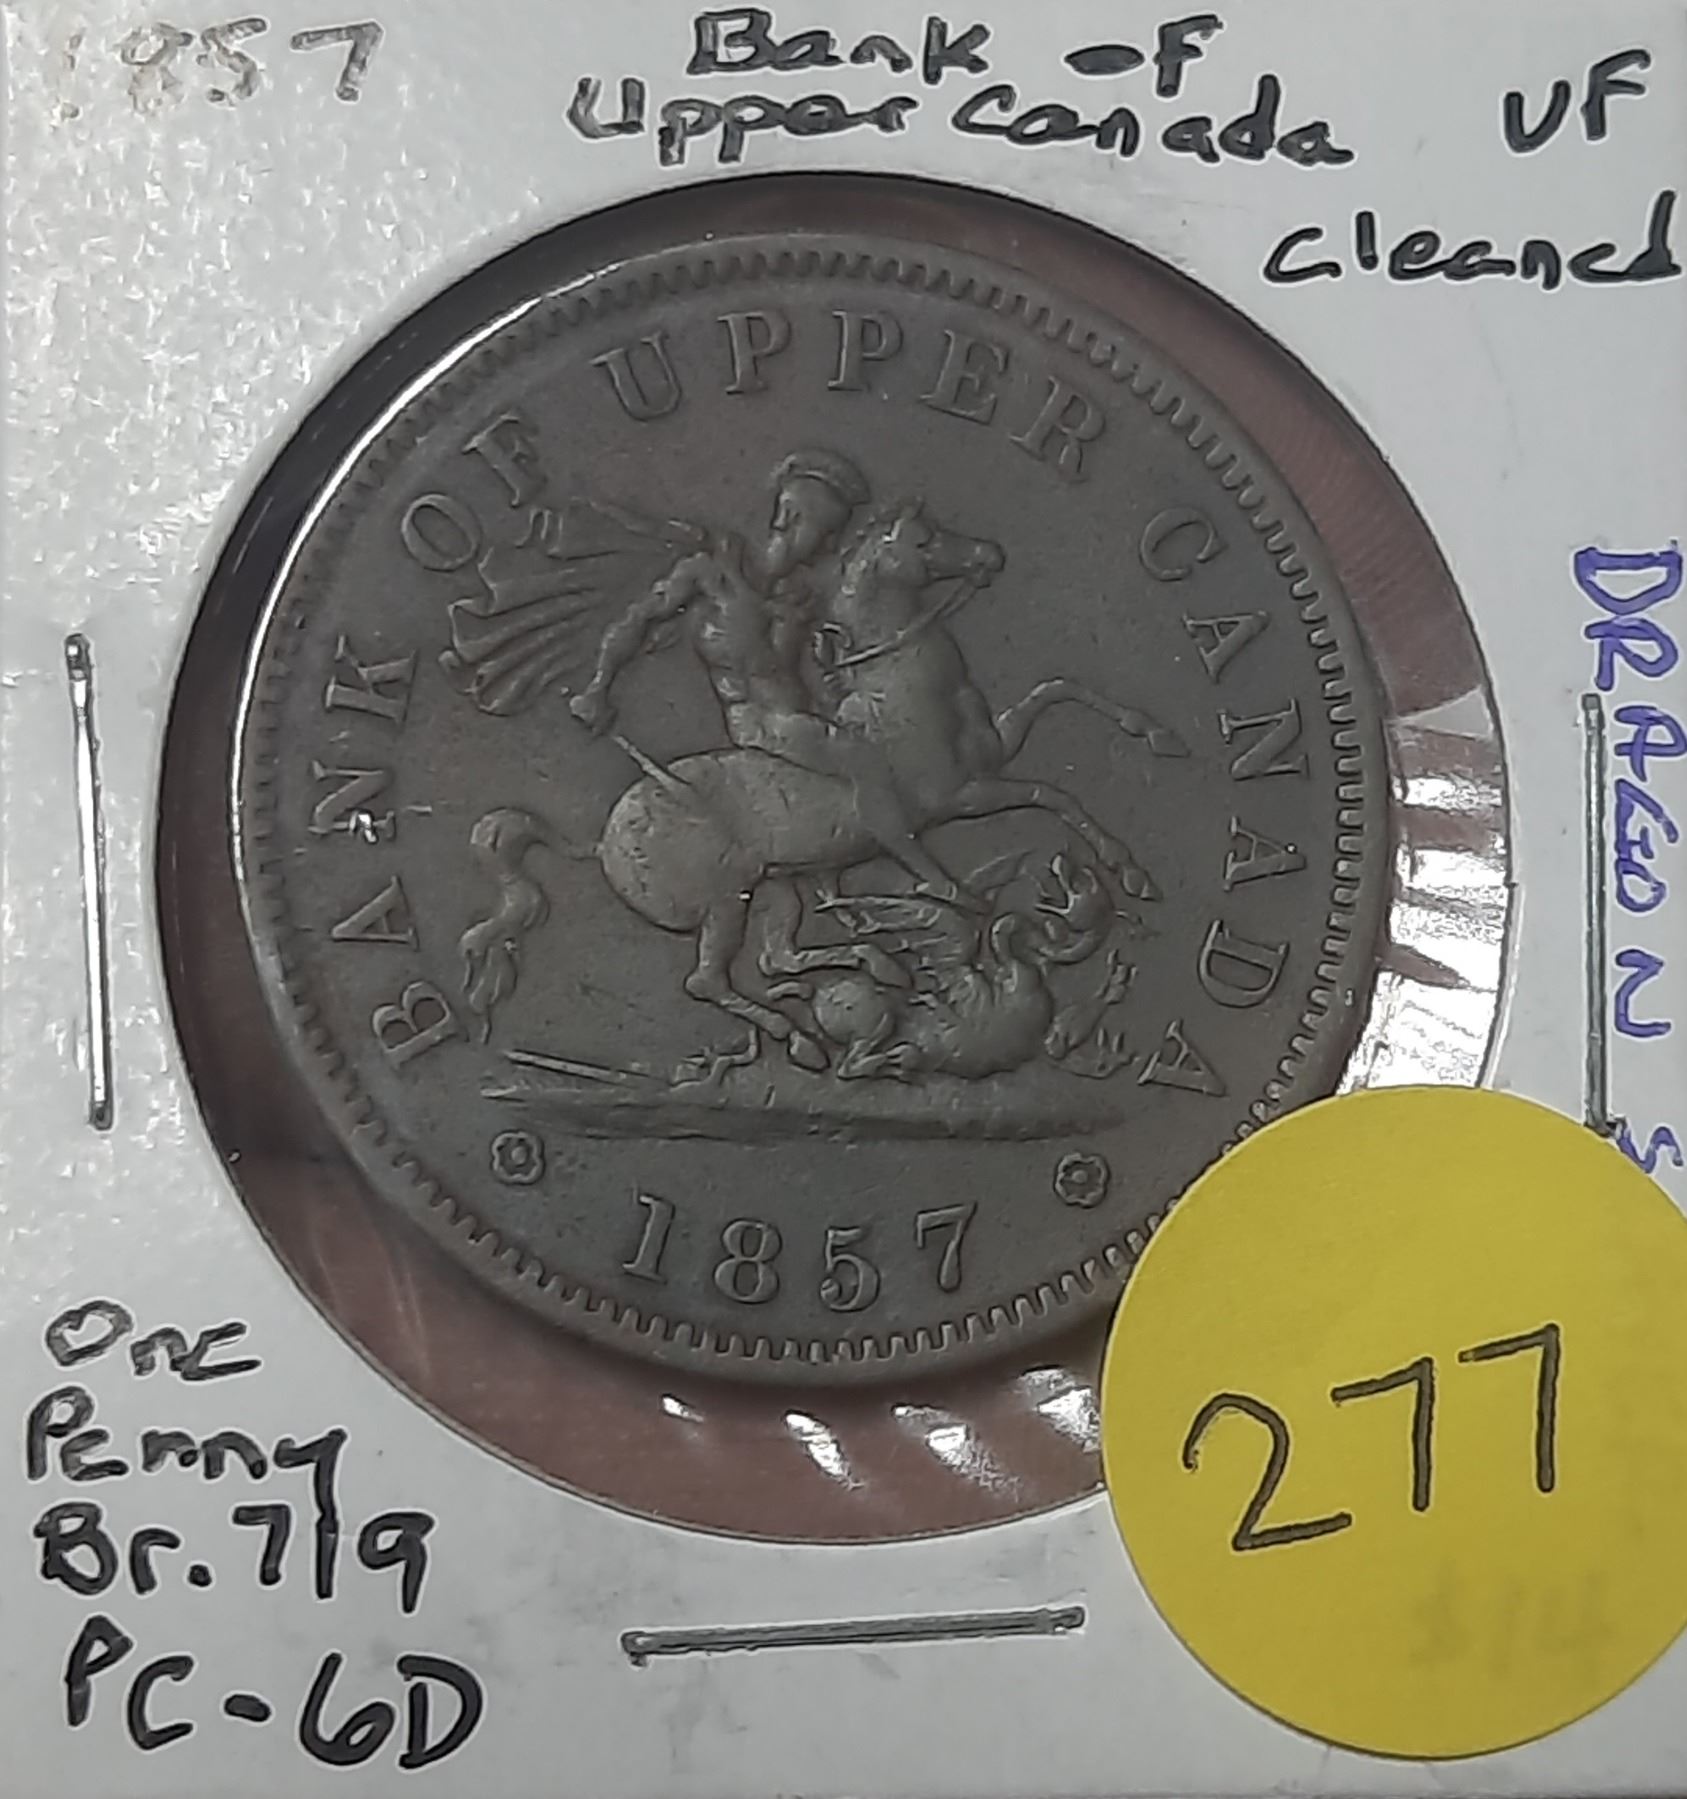 1857
Bank of
Upper Canada
VF
cleaned
BANK OF UPPER CANADA
1857
DRAGONS
One
Penny
Br. 719
PC-6D
277